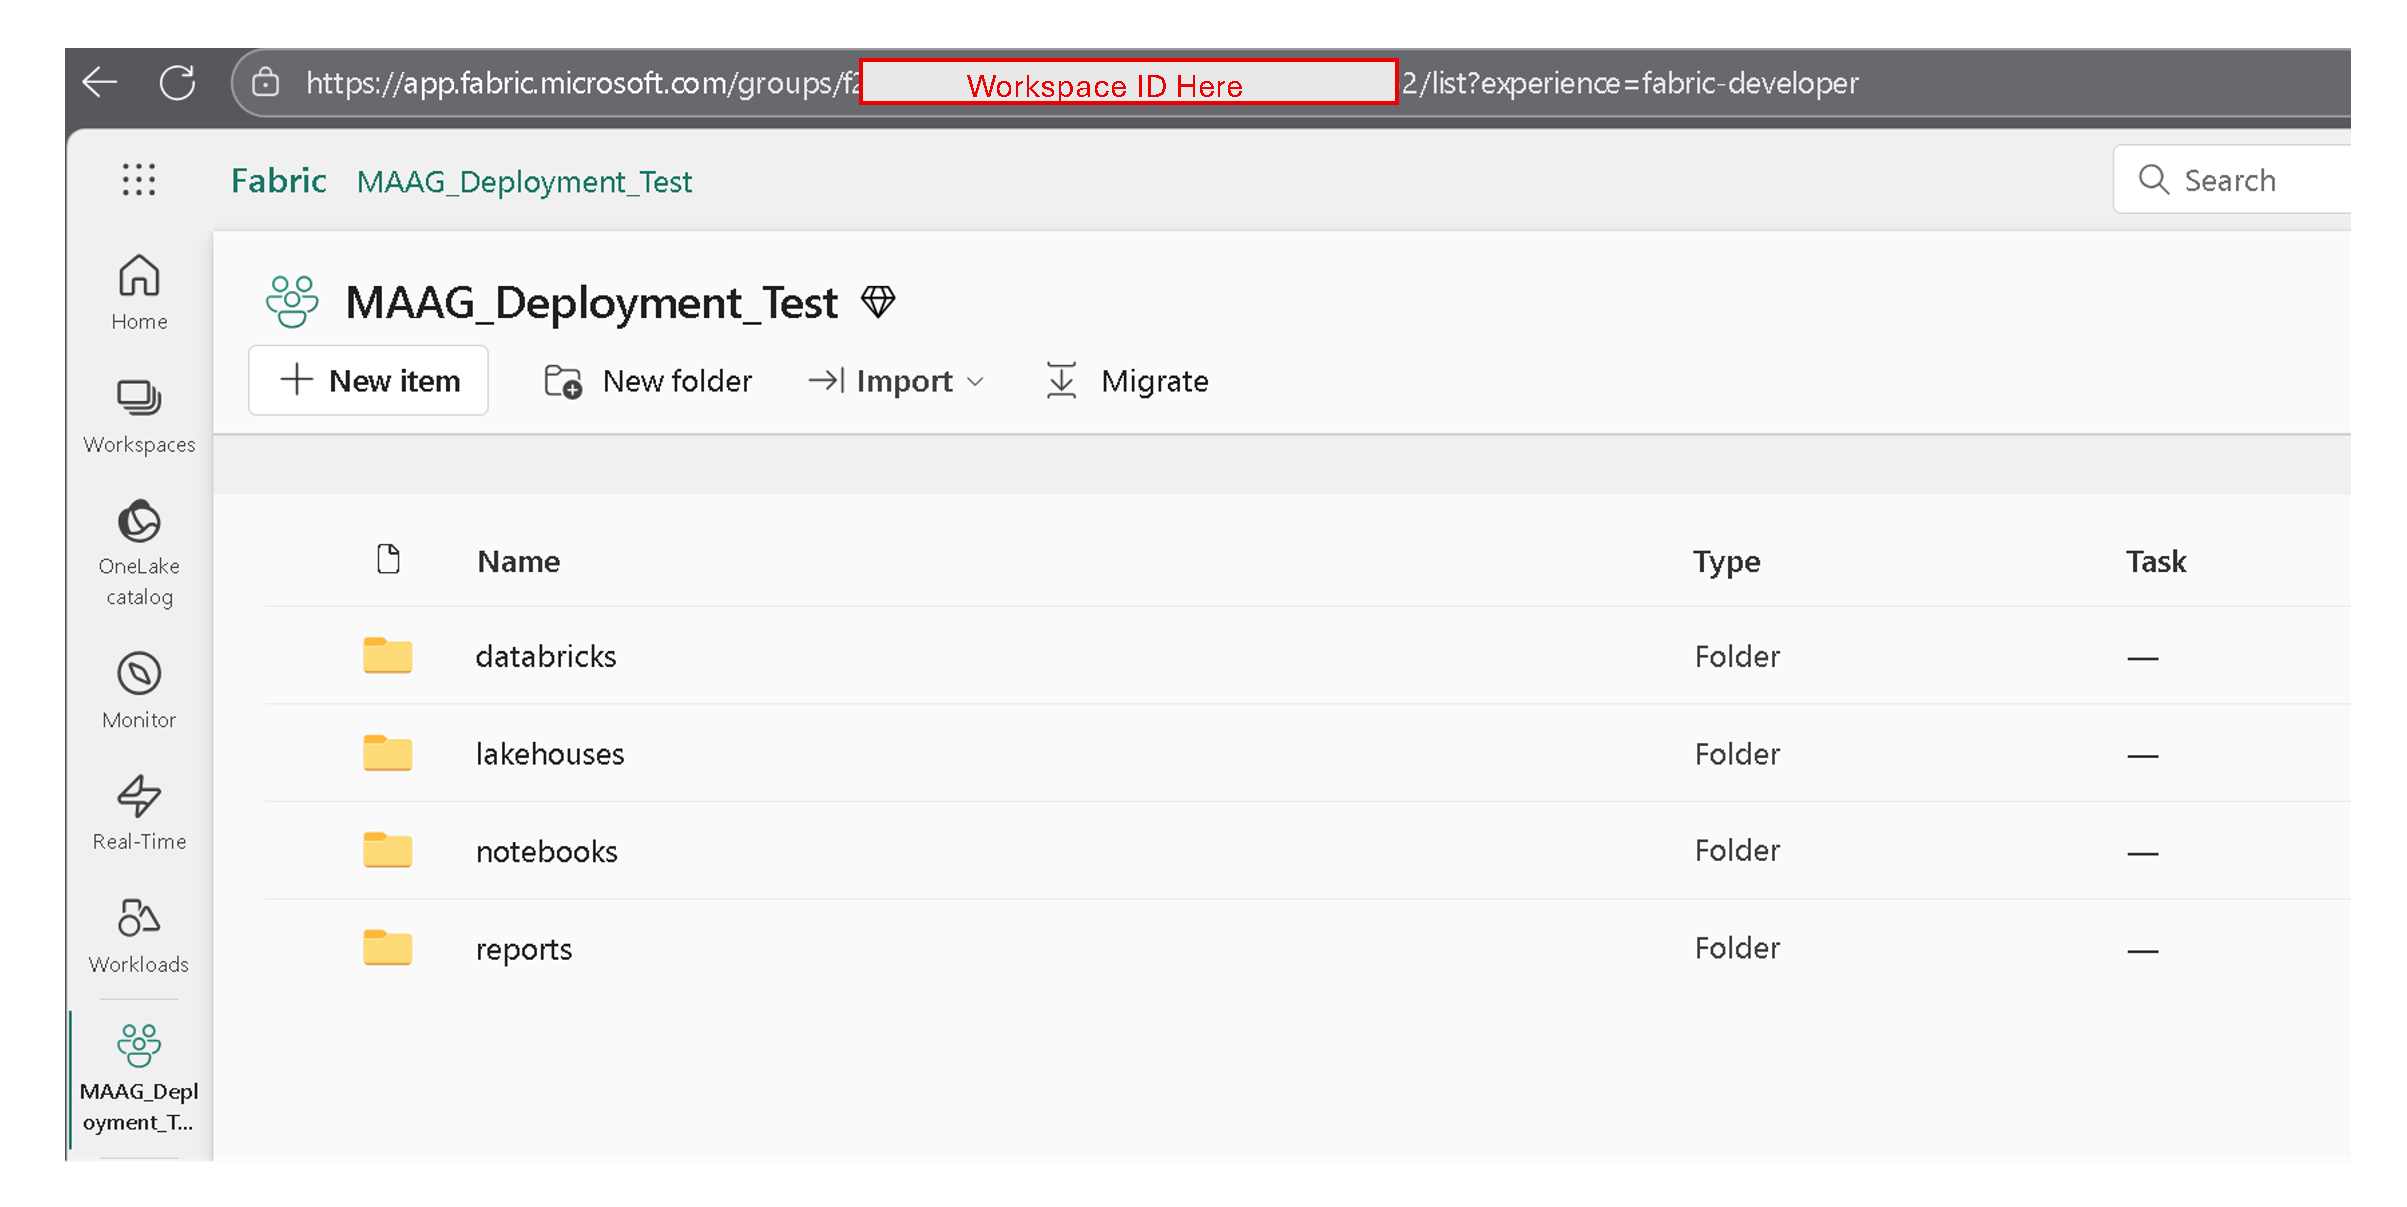 https://app.fabric.microsoft.com/groups/f2 Workspace ID Here 2/list?experience=fabric-developer
Fabric MAAG_Deployment_Test
Search
Home
Workspaces
OneLake
catalog
Monitor
Real-Time
Workloads
MAAG_Depl
oyment_T...
MAAG_Deployment_Test
New item New folder Import Migrate
Name Type Task
databricks Folder —
lakehouses Folder —
notebooks Folder —
reports Folder —